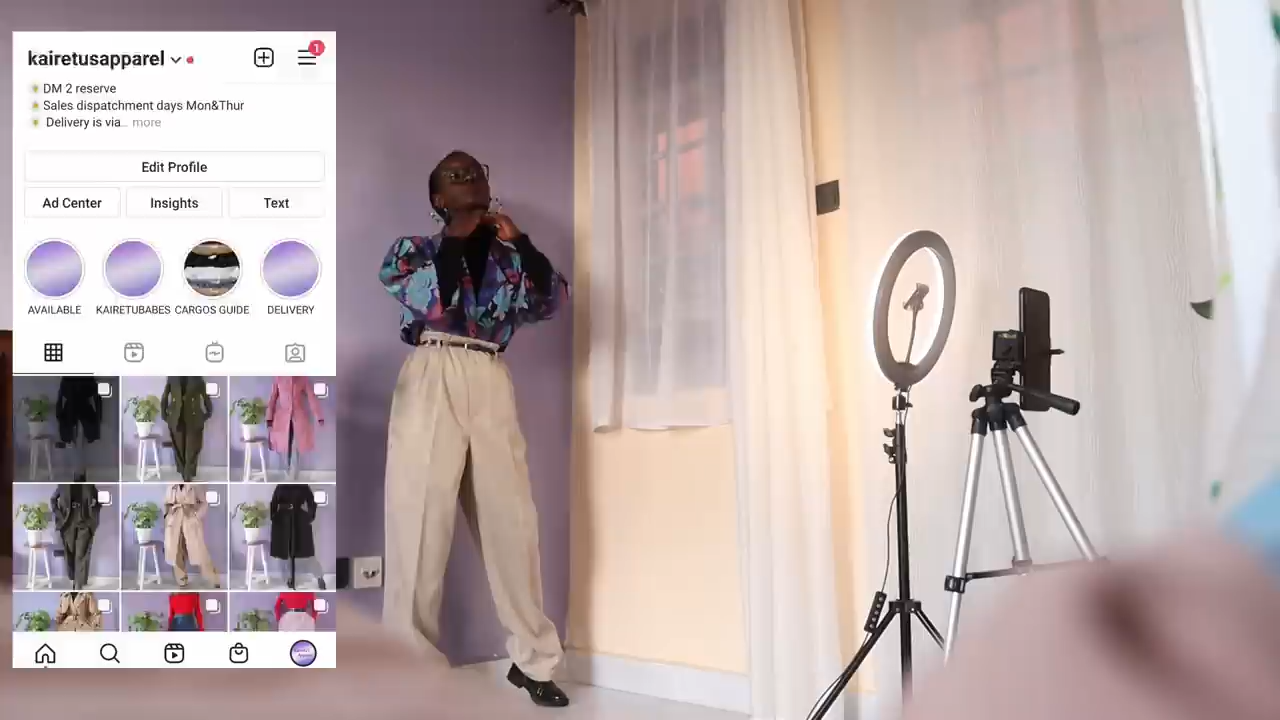 kairetusapparel
1
DM 2 reserve
Sales dispatchment days Mon&Thur
Delivery is via... more
Edit Profile
Ad Center Insights Text
AVAILABLE KAIRETUBABES CARGOS GUIDE DELIVERY